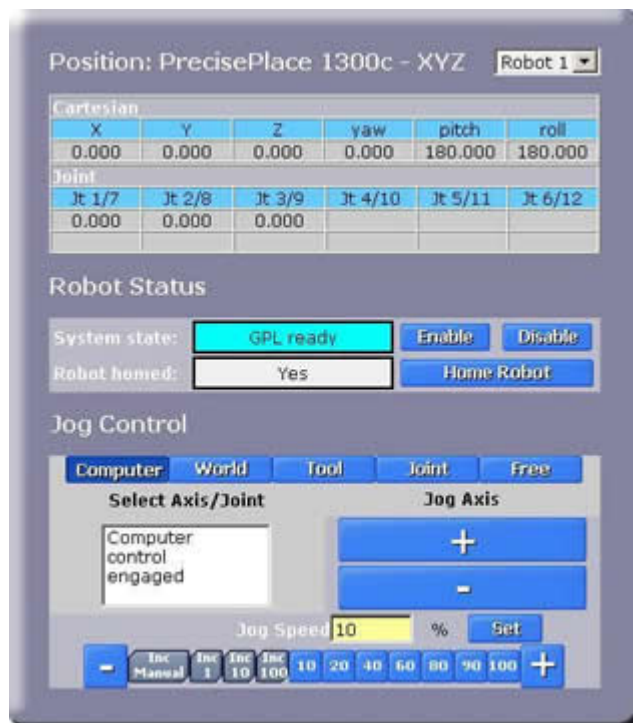 Position: PrecisePlace 1300c - XYZ Robot 1
Cartesian
X Y Z yaw pitch roll
0.000 0.000 0.000 0.000 180.000 180.000
Joint
Jt 1/7 Jt 2/8 Jt 3/9 Jt 4/10 Jt 5/11 Jt 6/12
0.000 0.000 0.000
Robot Status
System state: GPL ready Enable Disable
Robot homed: Yes Home Robot
Jog Control
Computer World Tool Joint Free
Select Axis/Joint Jog Axis
Computer
control
engaged
+
-
Jog Speed 10 % Set
- Inc Manual Inc 1 Inc 10 Inc 100 10 20 40 60 80 90 100 +